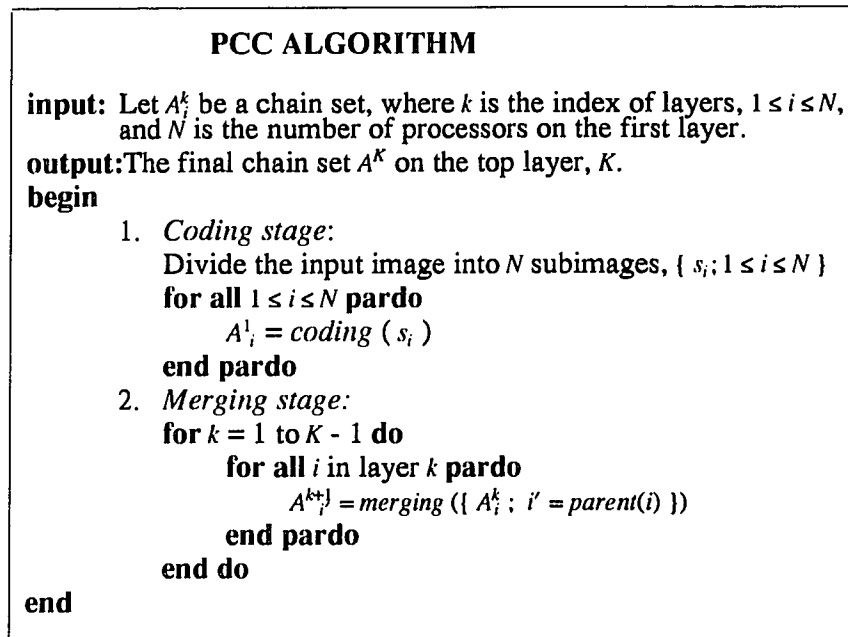 PCC ALGORITHM
input: Let A_i^k be a chain set, where k is the index of layers, 1 ≤ i ≤ N,
and N is the number of processors on the first layer.
output:The final chain set A^K on the top layer, K.
begin
1. Coding stage:
Divide the input image into N subimages, { s_i; 1 ≤ i ≤ N }
for all 1 ≤ i ≤ N pardo
A^1_i = coding ( s_i )
end pardo
2. Merging stage:
for k = 1 to K - 1 do
for all i in layer k pardo
A_{i'}^{k+1} = merging ({ A_i^k ; i' = parent(i) })
end pardo
end do
end